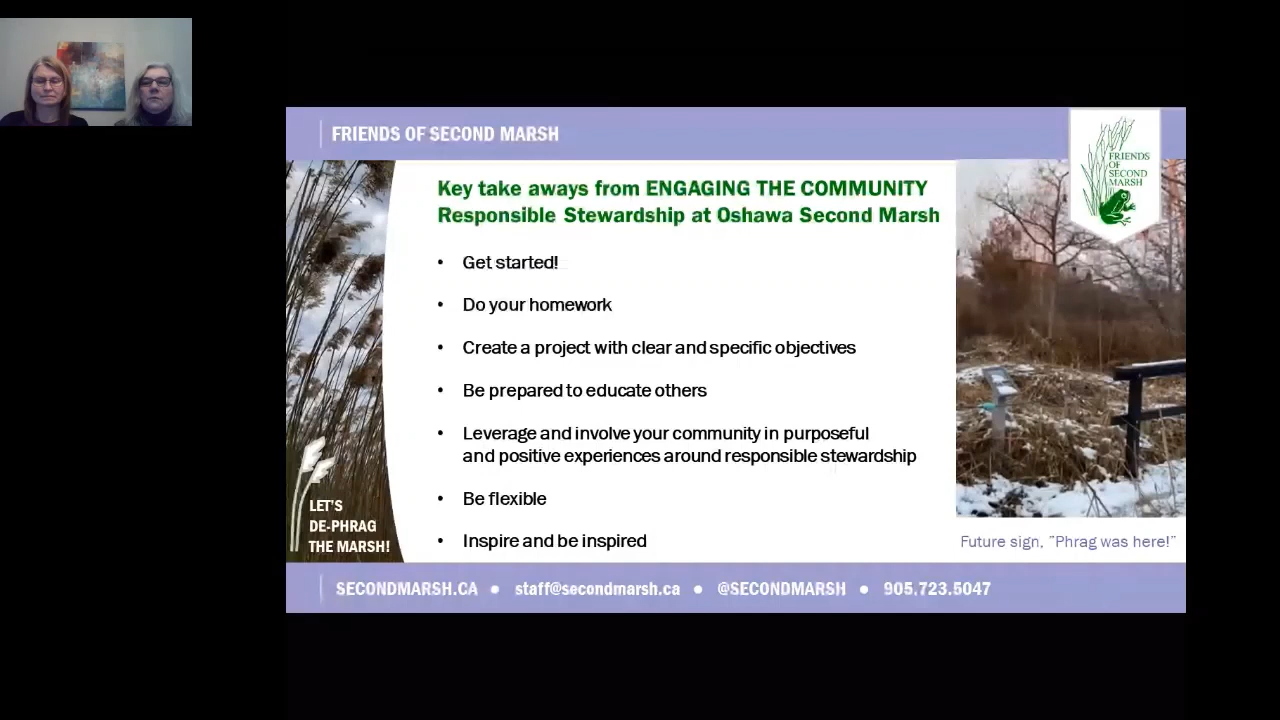 FRIENDS OF SECOND MARSH
FRIENDS
OF
SECOND
MARSH
Key take aways from ENGAGING THE COMMUNITY
Responsible Stewardship at Oshawa Second Marsh
• Get started!
• Do your homework
• Create a project with clear and specific objectives
• Be prepared to educate others
• Leverage and involve your community in purposeful
and positive experiences around responsible stewardship
• Be flexible
• Inspire and be inspired
LET'S
DE-PHRAG
THE MARSH!
Future sign, "Phrag was here!"
SECONDMARSH.CA • staff@secondmarsh.ca • @SECONDMARSH • 905.723.5047